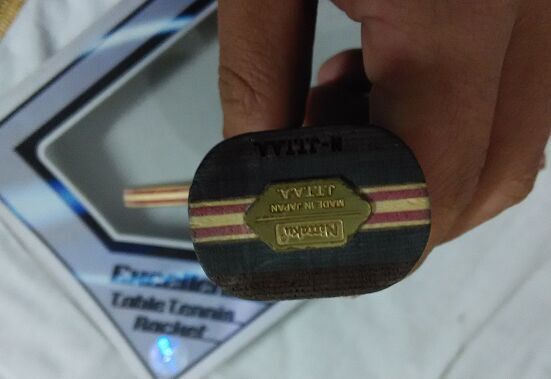 N-J.T.T.A.A
J.T.T.A.A.
MADE IN JAPAN
Nittaku
Excellent
Table Tennis
Racket